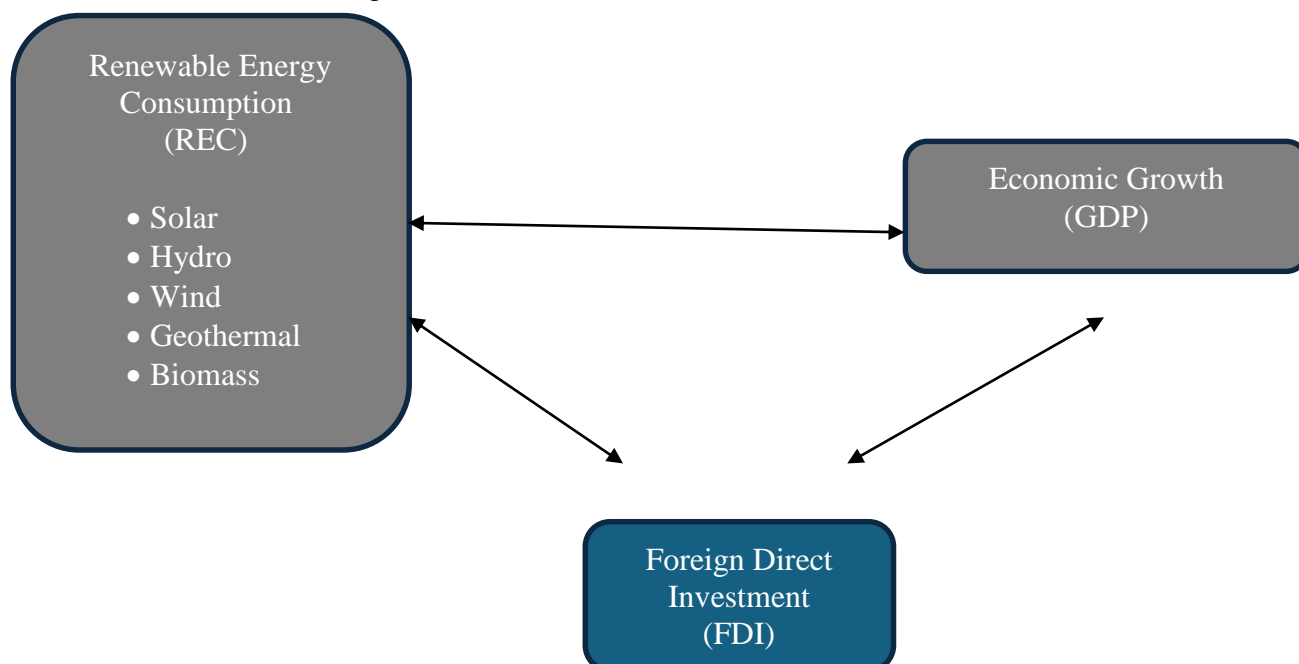 Renewable Energy
Consumption
(REC)
• Solar
• Hydro
• Wind
• Geothermal
• Biomass
Economic Growth
(GDP)
Foreign Direct
Investment
(FDI)